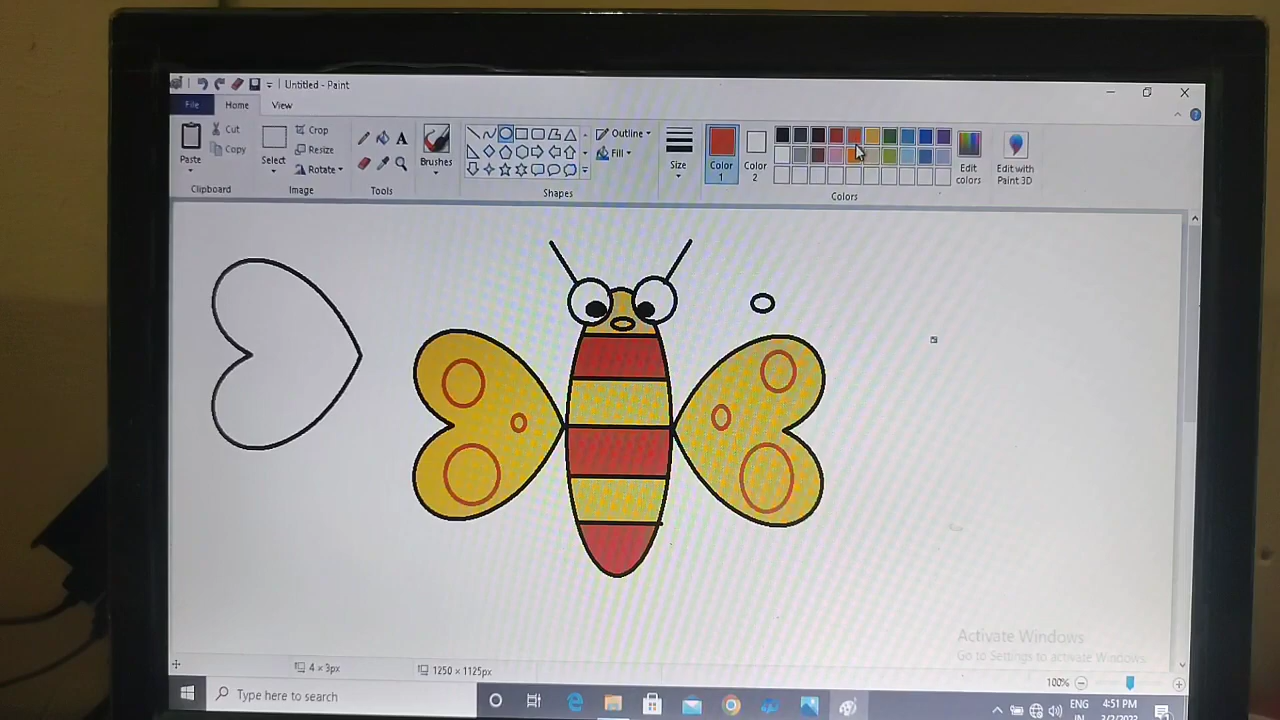 Untitled - Paint
File Home View
Cut
Copy
Paste
Clipboard
Select
Crop
Resize
Rotate
Image
A
Tools
Brushes
Outline
Fill
Shapes
Size
Color 1
Color 2
Edit colors
Edit with Paint 3D
Colors
Activate Windows
Go to Settings to activate Windows.
4 × 3px
1250 × 1125px
100%
Type here to search
ENG
IN
4:51 PM